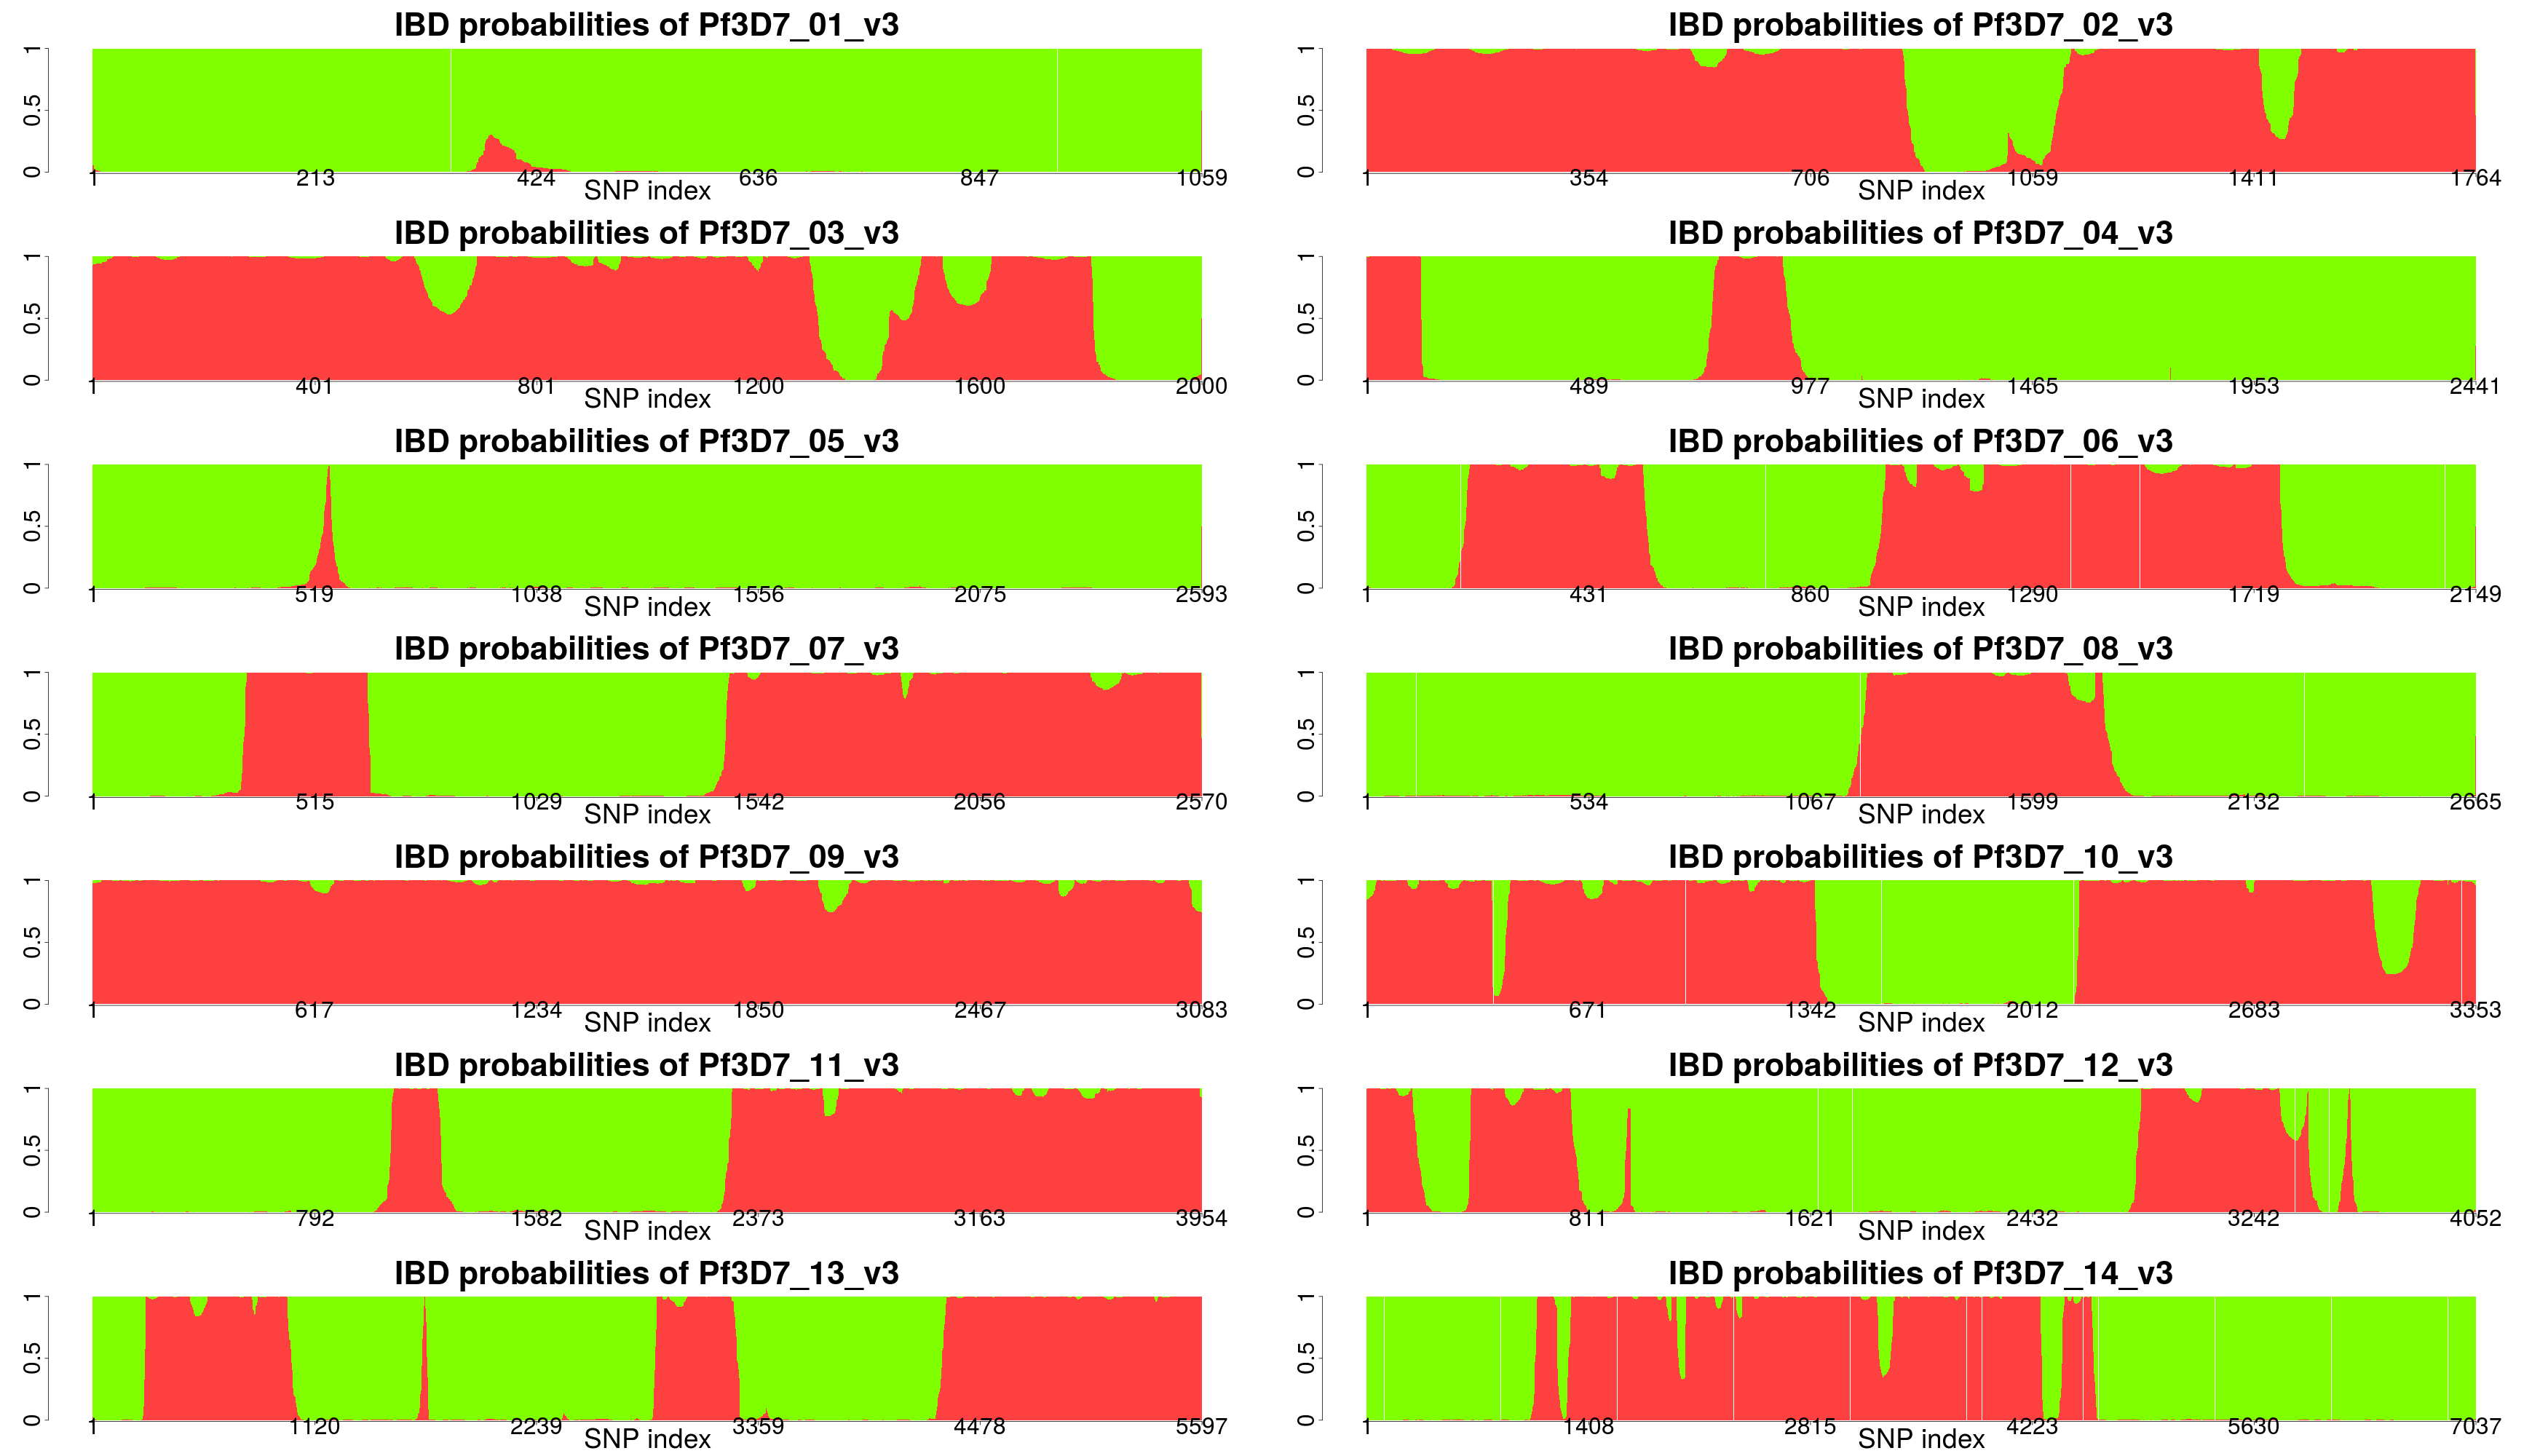 IBD probabilities of Pf3D7_01_v3
0 0.5 1
1 213 424 636 847 1059
SNP index
IBD probabilities of Pf3D7_02_v3
0 0.5 1
1 354 706 1059 1411 1764
SNP index
IBD probabilities of Pf3D7_03_v3
0 0.5 1
1 401 801 1200 1600 2000
SNP index
IBD probabilities of Pf3D7_04_v3
0 0.5 1
1 489 977 1465 1953 2441
SNP index
IBD probabilities of Pf3D7_05_v3
0 0.5 1
1 519 1038 1556 2075 2593
SNP index
IBD probabilities of Pf3D7_06_v3
0 0.5 1
1 431 860 1290 1719 2149
SNP index
IBD probabilities of Pf3D7_07_v3
0 0.5 1
1 515 1029 1542 2056 2570
SNP index
IBD probabilities of Pf3D7_08_v3
0 0.5 1
1 534 1067 1599 2132 2665
SNP index
IBD probabilities of Pf3D7_09_v3
0 0.5 1
1 617 1234 1850 2467 3083
SNP index
IBD probabilities of Pf3D7_10_v3
0 0.5 1
1 671 1342 2012 2683 3353
SNP index
IBD probabilities of Pf3D7_11_v3
0 0.5 1
1 792 1582 2373 3163 3954
SNP index
IBD probabilities of Pf3D7_12_v3
0 0.5 1
1 811 1621 2432 3242 4052
SNP index
IBD probabilities of Pf3D7_13_v3
0 0.5 1
1 1120 2239 3359 4478 5597
SNP index
IBD probabilities of Pf3D7_14_v3
0 0.5 1
1 1408 2815 4223 5630 7037
SNP index